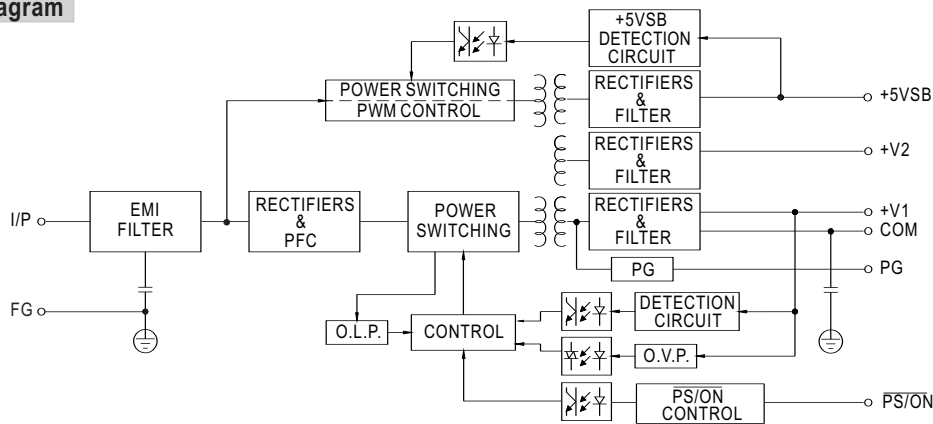 agram
+5VSB
DETECTION
CIRCUIT
POWER SWITCHING
PWM CONTROL
RECTIFIERS
&
FILTER
+5VSB
RECTIFIERS
&
FILTER
+V2
I/P
EMI
FILTER
RECTIFIERS
&
PFC
POWER
SWITCHING
RECTIFIERS
&
FILTER
+V1
COM
PG
PG
FG
O.L.P.
CONTROL
DETECTION
CIRCUIT
O.V.P.
PS/ON
CONTROL
PS/ON